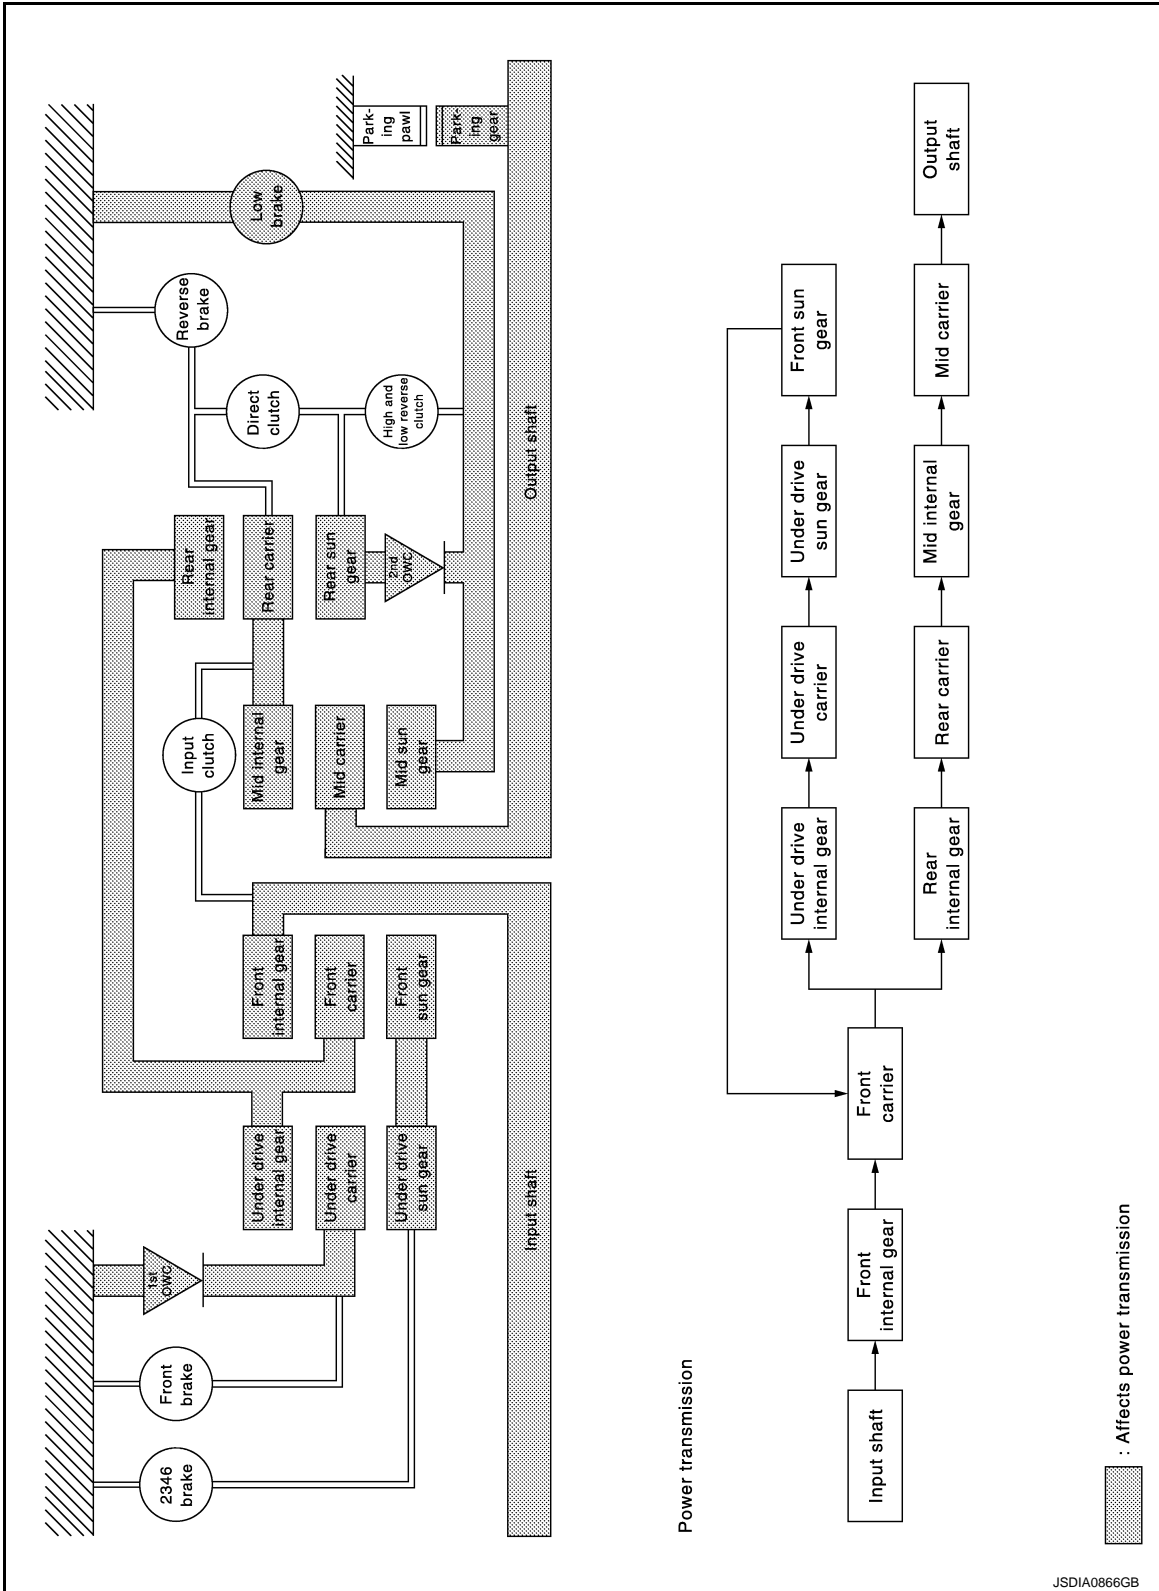 2346
brake
Front
brake
1st
OWC
Under drive
internal gear
Under drive
carrier
Under drive
sun gear
Front
internal gear
Front
carrier
Front
sun gear
Input
clutch
Mid internal
gear
Mid carrier
Mid sun
gear
Rear
internal gear
Rear carrier
Rear sun
gear
2nd
OWC
Direct
clutch
High and
low reverse
clutch
Reverse
brake
Low
brake
Park-
ing
pawl
Park-
ing
gear
Input shaft
Output shaft
Power transmission
Input shaft
Front
internal gear
Front
carrier
Under drive
internal gear
Under drive
carrier
Under drive
sun gear
Front sun
gear
Rear
internal gear
Rear carrier
Mid internal
gear
Mid carrier
Output
shaft
: Affects power transmission
JSDIA0866GB